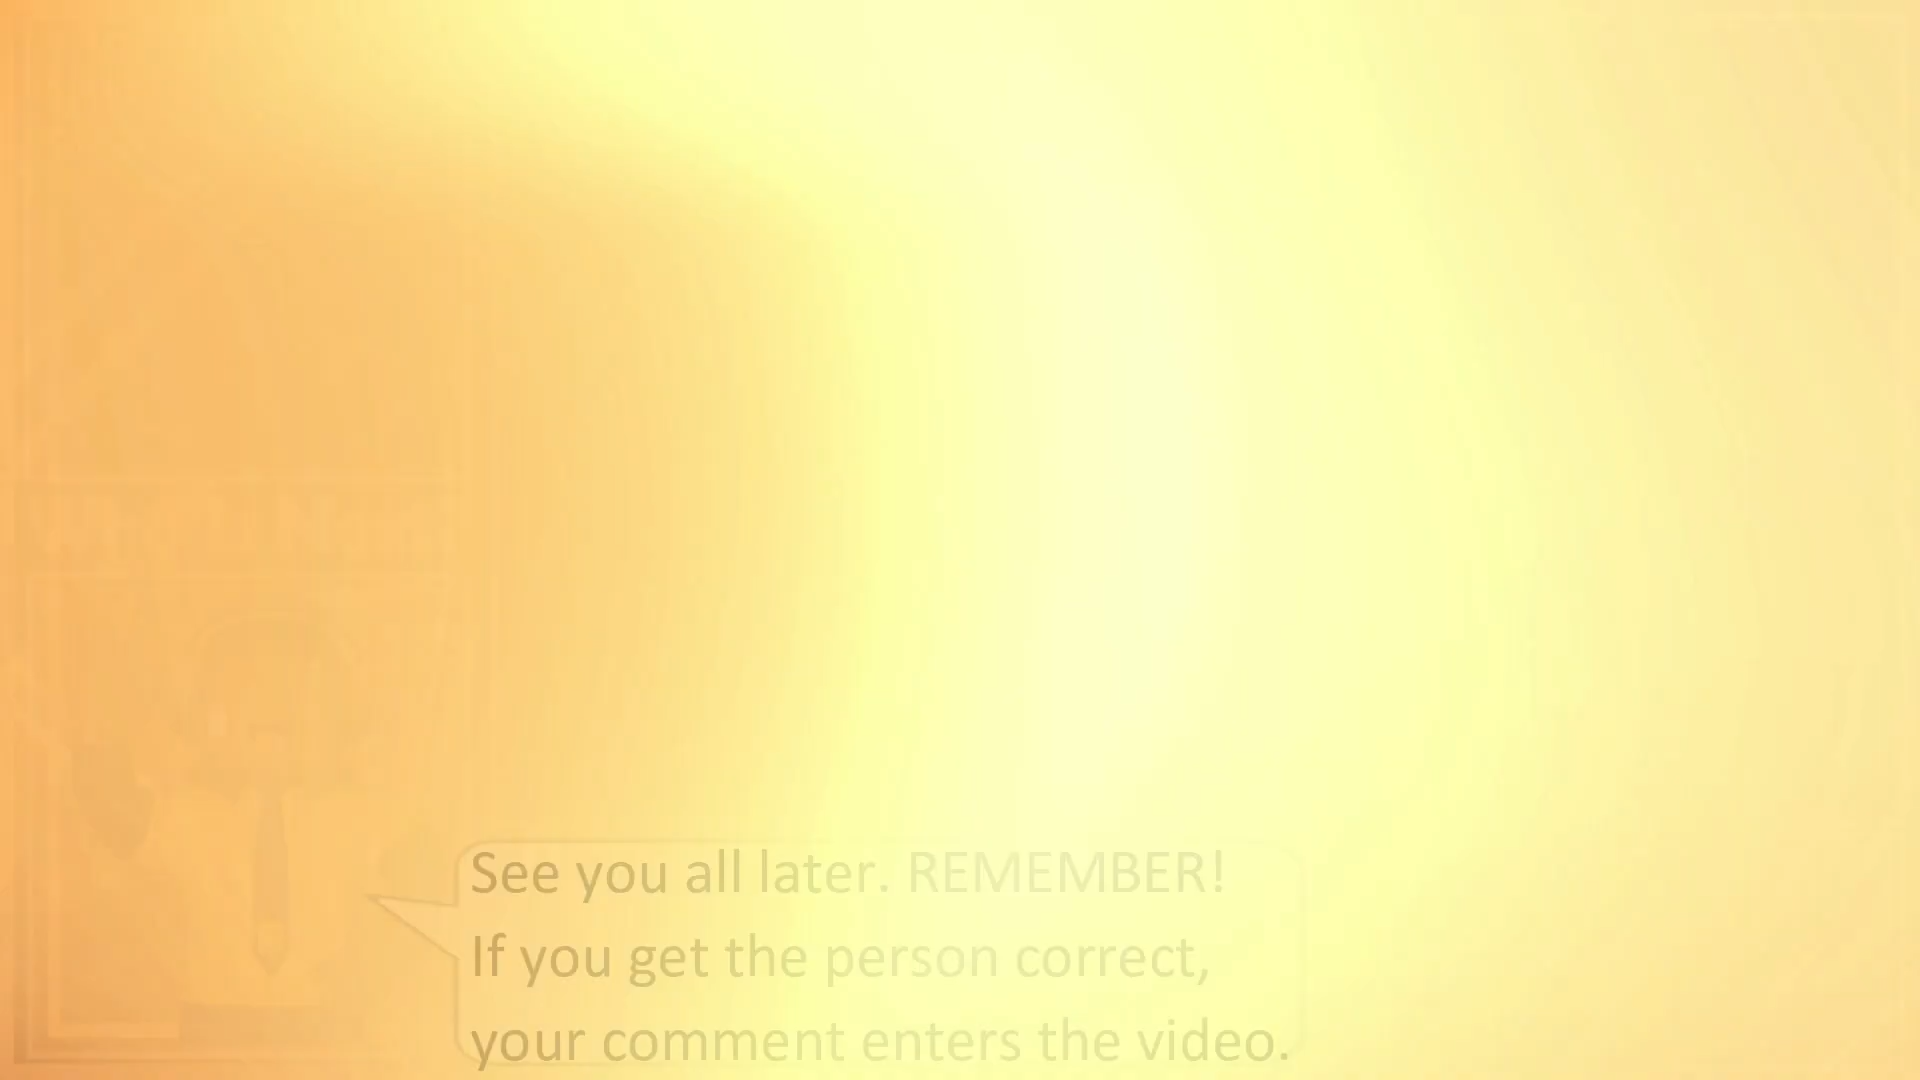 See you all later. REMEMBER!
If you get the person correct,
your comment enters the video.